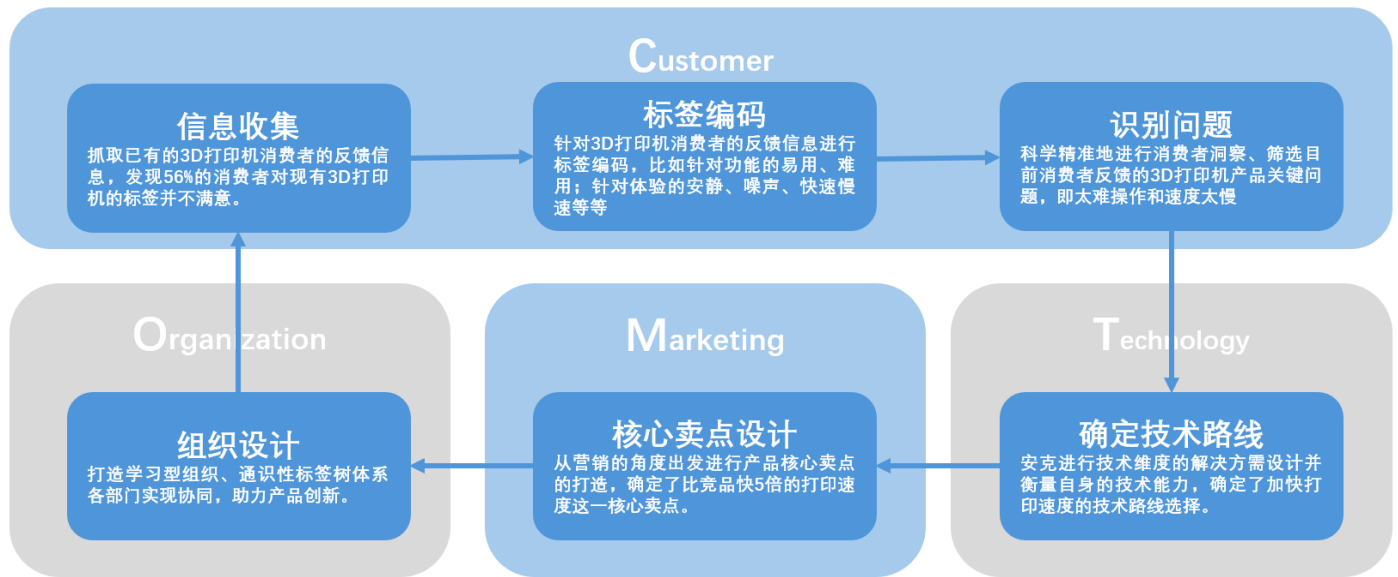 Customer
信息收集
抓取已有的3D打印机消费者的反馈信
息，发现56%的消费者对现有3D打印
机的标签并不满意。
标签编码
针对3D打印机消费者的反馈信息进行
标签编码，比如针对功能的易用、难
用；针对体验的安静、噪声、快速慢
速等等
识别问题
科学精准地进行消费者洞察、筛选目
前消费者反馈的3D打印机产品关键问
题，即太难操作和速度太慢
Organization
组织设计
打造学习型组织、通识性标签树体系
各部门实现协同，助力产品创新。
Marketing
核心卖点设计
从营销的角度出发进行产品核心卖点
的打造，确定了比竞品快5倍的打印速
度这一核心卖点。
Technology
确定技术路线
安克进行技术维度的解决方需设计并
衡量自身的技术能力，确定了加快打
印速度的技术路线选择。